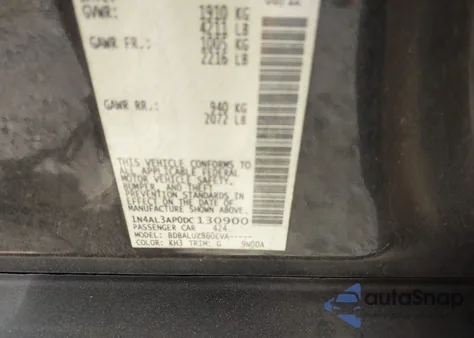 GVWR: 1910 KG
4211 LB
GAWR FR.: 1005 KG
2216 LB
GAWR RR.: 940 KG
2072 LB
THIS VEHICLE CONFORMS TO
ALL APPLICABLE FEDERAL
MOTOR VEHICLE SAFETY,
BUMPER, AND THEFT
PREVENTION STANDARDS
IN EFFECT ON THE DATE OF
MANUFACTURE SHOWN ABOVE.
1N4AL3AP0DC130900
PASSENGER CAR 424
MODEL:
COLOR: KH3 TRIM: G
autoSnap